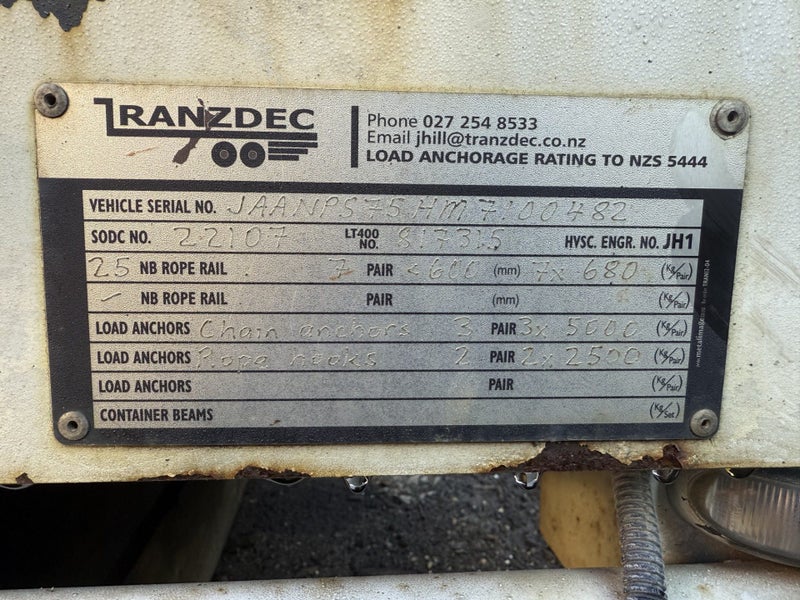 TRANZDEC
Phone 027 254 8533
Email jhill@tranzdec.co.nz
LOAD ANCHORAGE RATING TO NZS 5444
VEHICLE SERIAL NO. JAANPS75HM7100482
SODC NO. 22107 LT400 NO. 817315 HVSC. ENGR. NO. JH1
25 NB ROPE RAIL 7 PAIR <600 (mm) 7x 680 (Kg/Pair)
- NB ROPE RAIL PAIR (mm) (Kg/Pair)
LOAD ANCHORS Chain anchors 3 PAIR 3x 5000 (Kg/Pair)
LOAD ANCHORS Rope hooks 2 PAIR 2x 2500 (Kg/Pair)
LOAD ANCHORS PAIR (Kg/Pair)
CONTAINER BEAMS (Kg/Set)